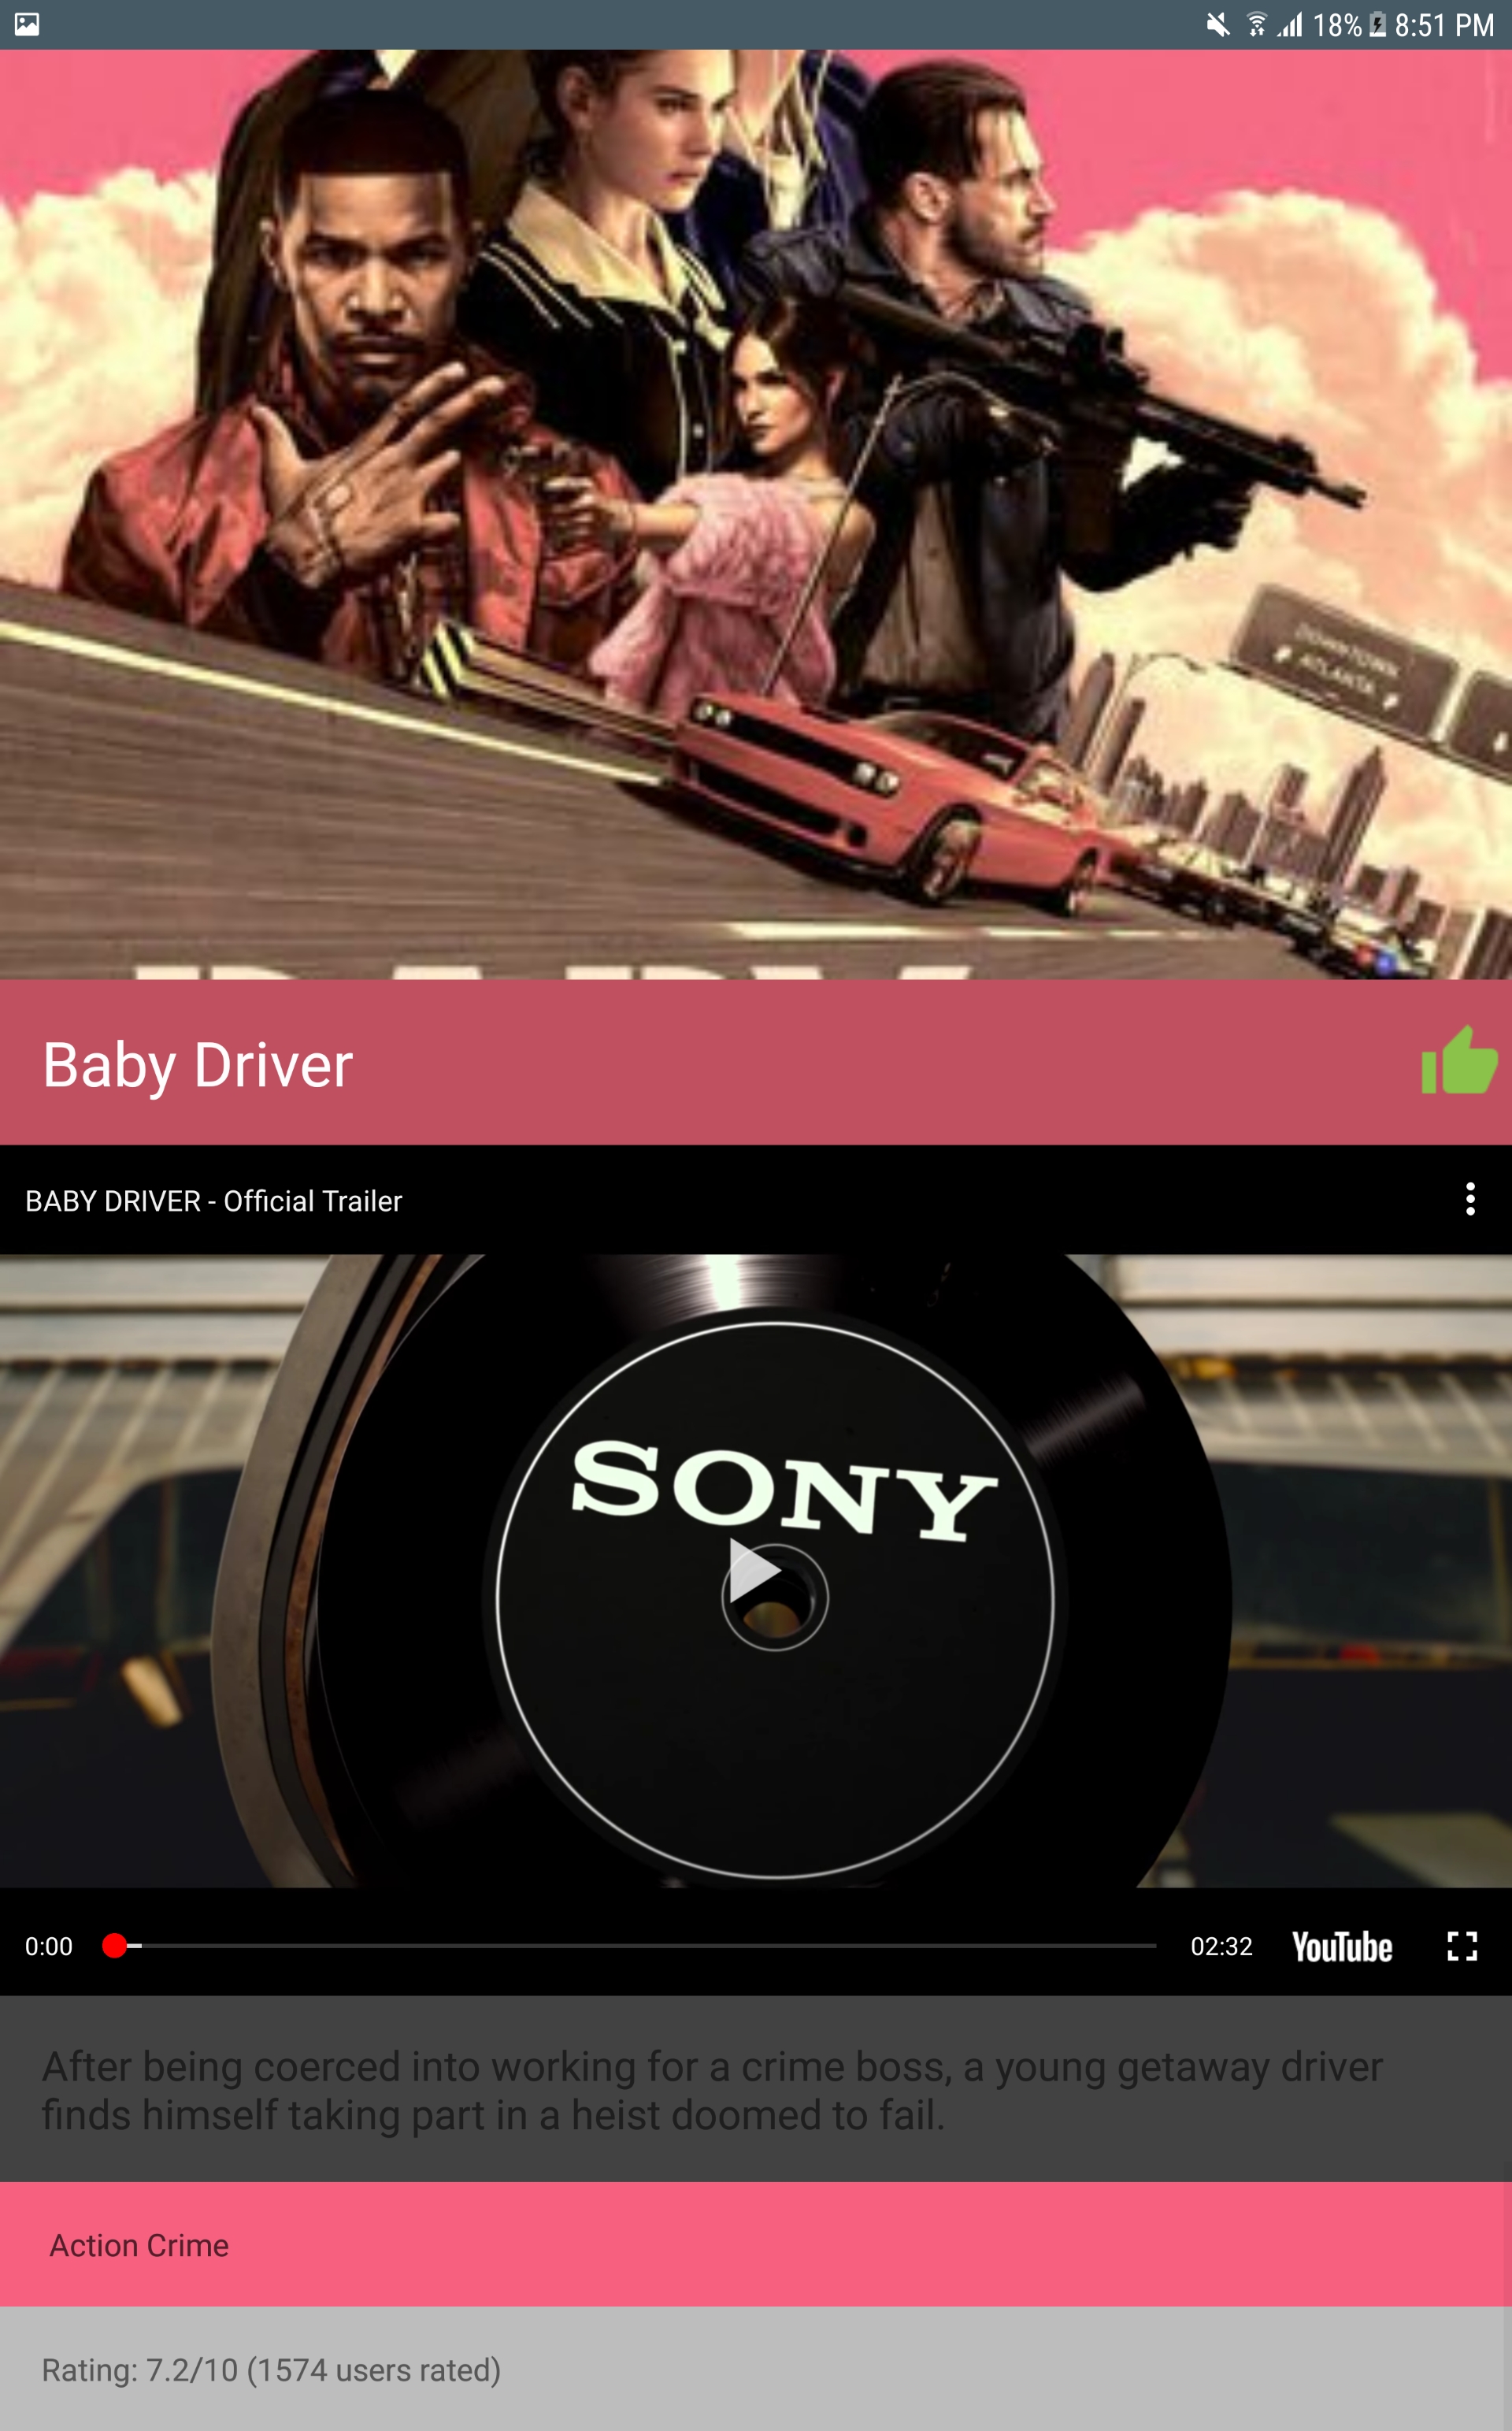 18% 8:51 PM
DOWNTOWN
ATLANTA
Baby Driver
BABY DRIVER - Official Trailer
SONY
0:00
02:32
YouTube
After being coerced into working for a crime boss, a young getaway driver
finds himself taking part in a heist doomed to fail.
Action Crime
Rating: 7.2/10 (1574 users rated)